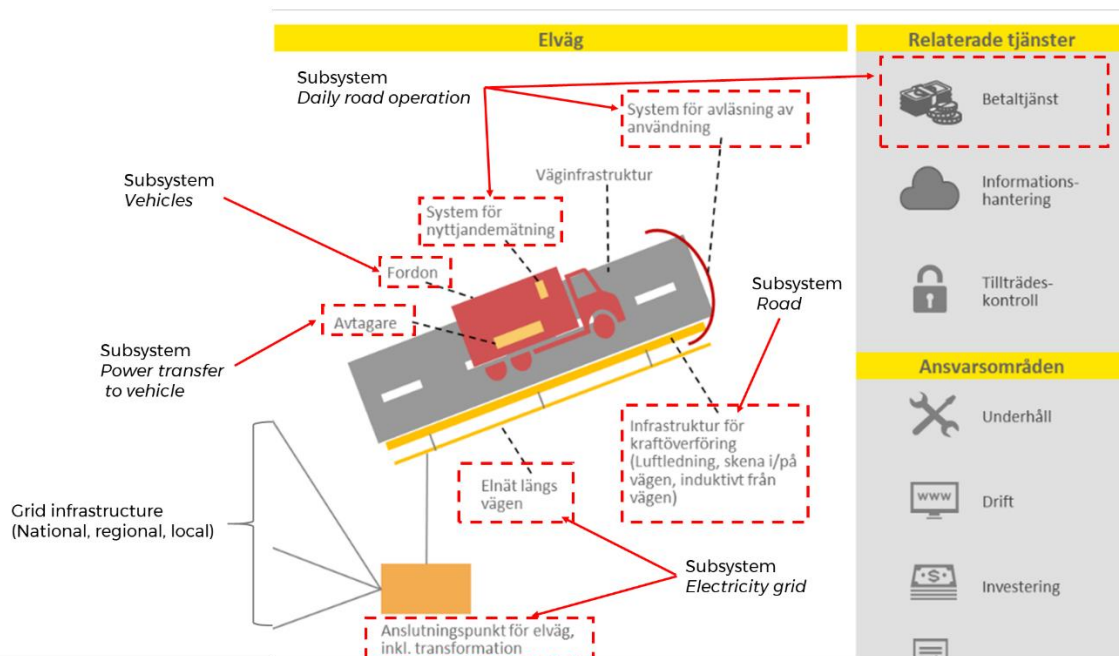 Elväg
Relaterade tjänster
Subsystem
Daily road operation
System för avläsning av
användning
Betaltjänst
Subsystem
Vehicles
Väginfrastruktur
Informations-
hantering
System för
nyttjandemätning
Fordon
Subsystem
Road
Tillträdes-
kontroll
Avtagare
Subsystem
Power transfer
to vehicle
Ansvarsområden
Underhåll
Infrastruktur för
kraftöverföring
(Luftledning, skena i/på
vägen, induktivt från
vägen)
Elnät längs
vägen
Grid infrastructure
(National, regional, local)
WWW
Drift
Subsystem
Electricity grid
$
Investering
Anslutningspunkt för elväg,
inkl. transformation